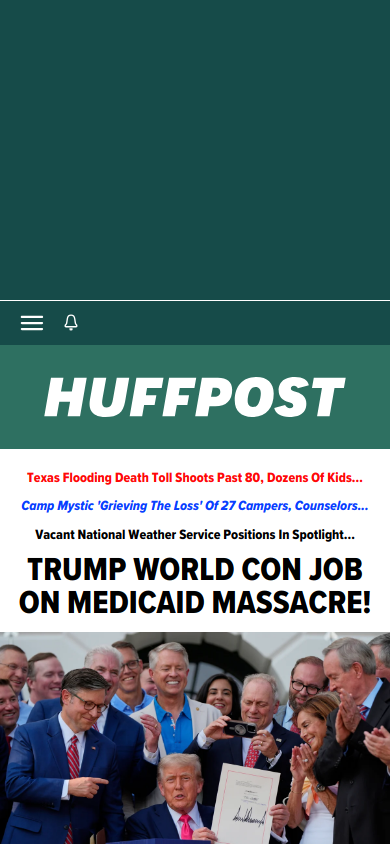 HUFFPOST
Texas Flooding Death Toll Shoots Past 80, Dozens Of Kids...
Camp Mystic 'Grieving The Loss' Of 27 Campers, Counselors...
Vacant National Weather Service Positions In Spotlight...
TRUMP WORLD CON JOB
ON MEDICAID MASSACRE!